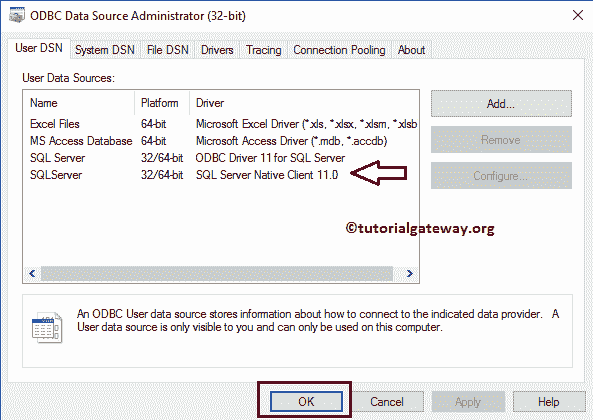 ODBC Data Source Administrator (32-bit)
User DSN System DSN File DSN Drivers Tracing Connection Pooling About
User Data Sources:
Name Platform Driver
Excel Files 64-bit Microsoft Excel Driver (*.xls, *.xlsx, *.xlsm, *.xlsb
MS Access Database 64-bit Microsoft Access Driver (*.mdb, *.accdb)
SQL Server 32/64-bit ODBC Driver 11 for SQL Server
SQLServer 32/64-bit SQL Server Native Client 11.0
Add...
Remove
Configure...
©tutorialgateway.org
An ODBC User data source stores information about how to connect to the indicated data provider. A
User data source is only visible to you and can only be used on this computer.
OK Cancel Apply Help